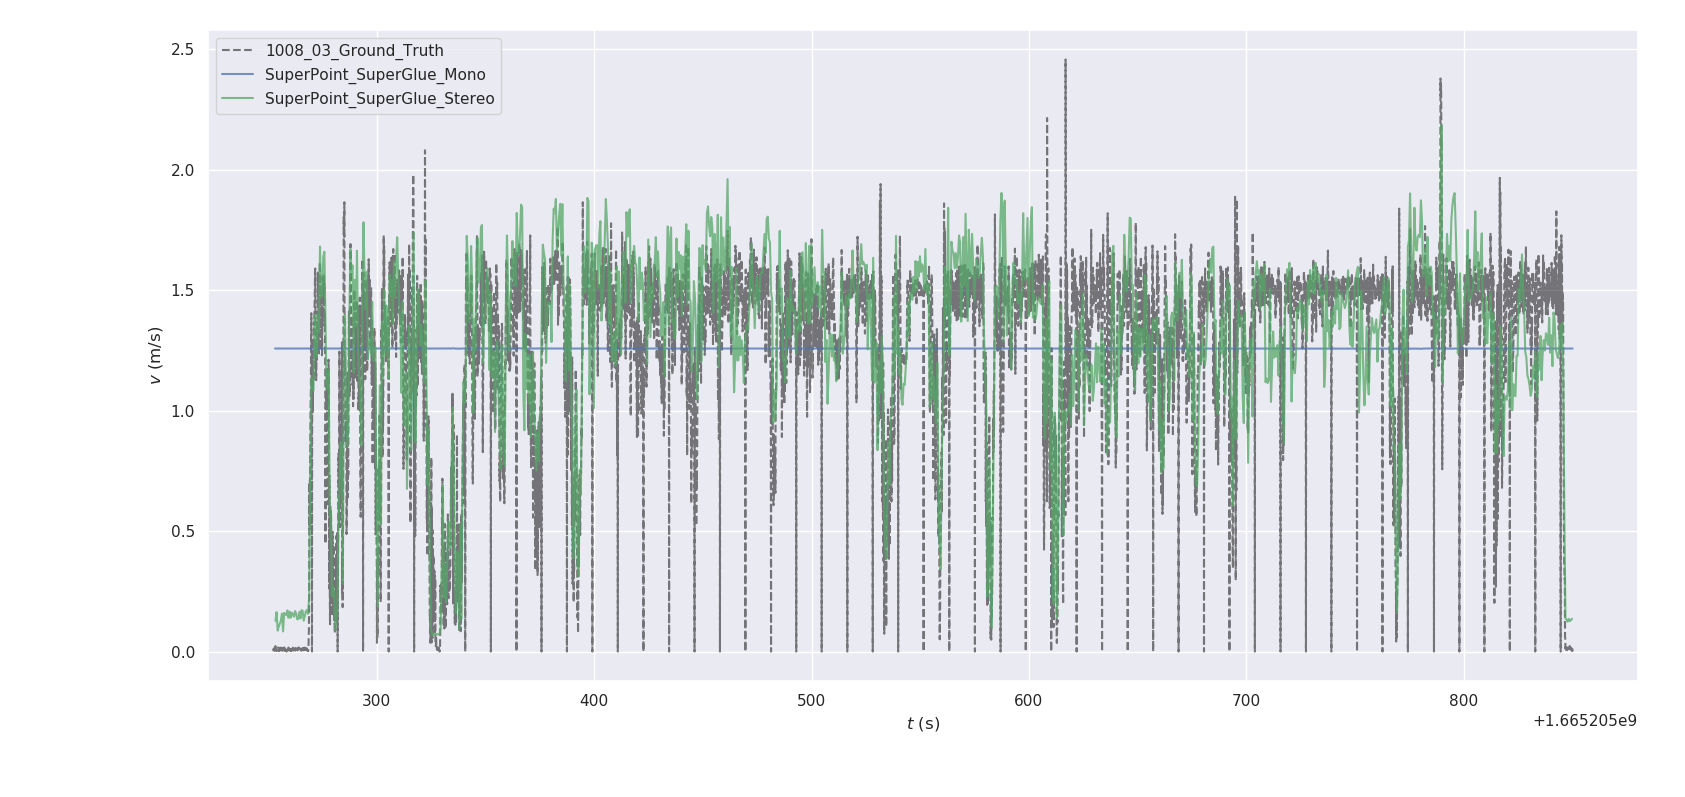 1008_03_Ground_Truth
SuperPoint_SuperGlue_Mono
SuperPoint_SuperGlue_Stereo
2.5
2.0
1.5
1.0
0.5
0.0
v (m/s)
300 400 500 600 700 800
t (s)
+1.665205e9